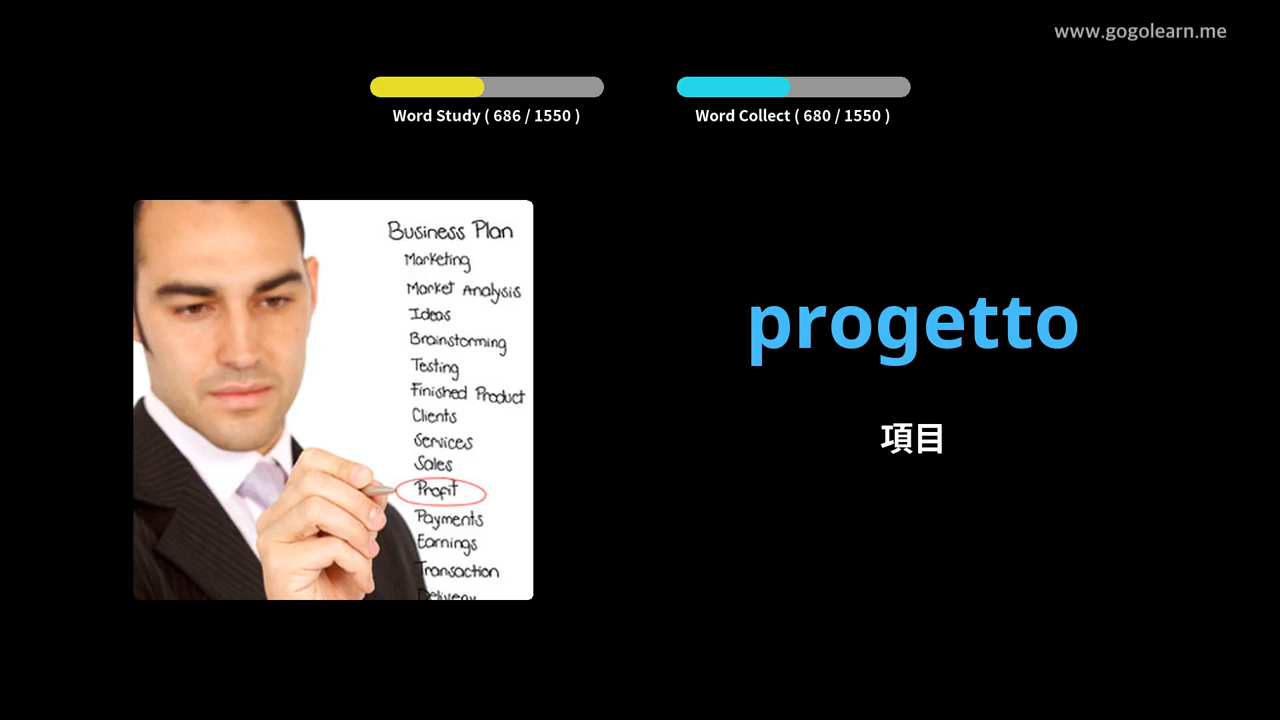 www.gogolearn.me
Word Study ( 686 / 1550 )
Word Collect ( 680 / 1550 )
Business Plan
Marketing
Market Analysis
Ideas
Brainstorming
Testing
Finished Product
Clients
Services
Sales
Profit
Payments
Earnings
Transaction
Delivery
progetto
項目